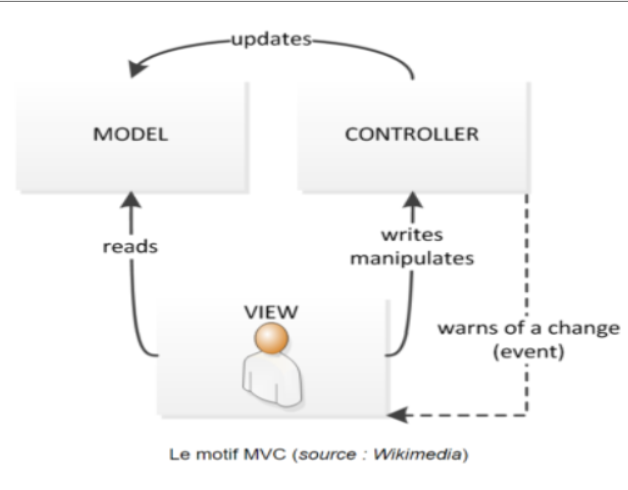 updates
MODEL
CONTROLLER
reads
writes
manipulates
VIEW
warns of a change
(event)
Le motif MVC (source : Wikimedia)